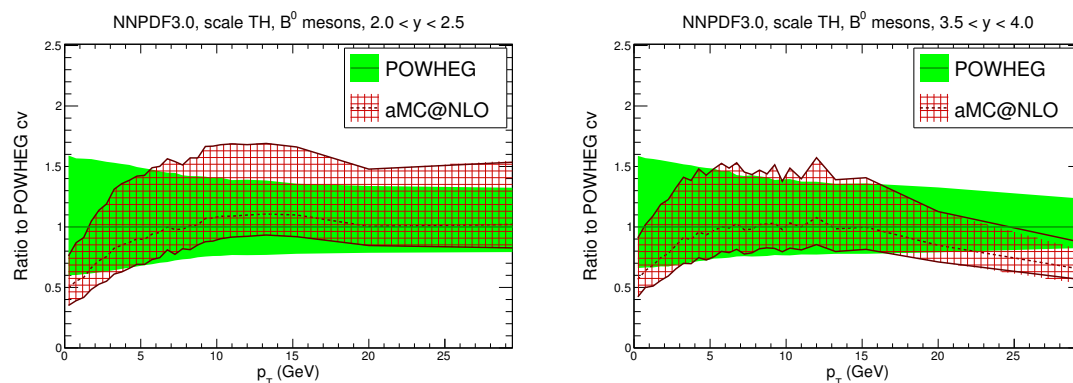 NNPDF3.0, scale TH, B⁰ mesons, 2.0 < y < 2.5
Ratio to POWHEG cv
2.5
2
1.5
1
0.5
0
POWHEG
aMC@NLO
0 5 10 15 20 25
p_T (GeV)
NNPDF3.0, scale TH, B⁰ mesons, 3.5 < y < 4.0
Ratio to POWHEG cv
2.5
2
1.5
1
0.5
0
POWHEG
aMC@NLO
0 5 10 15 20 25
p_T (GeV)